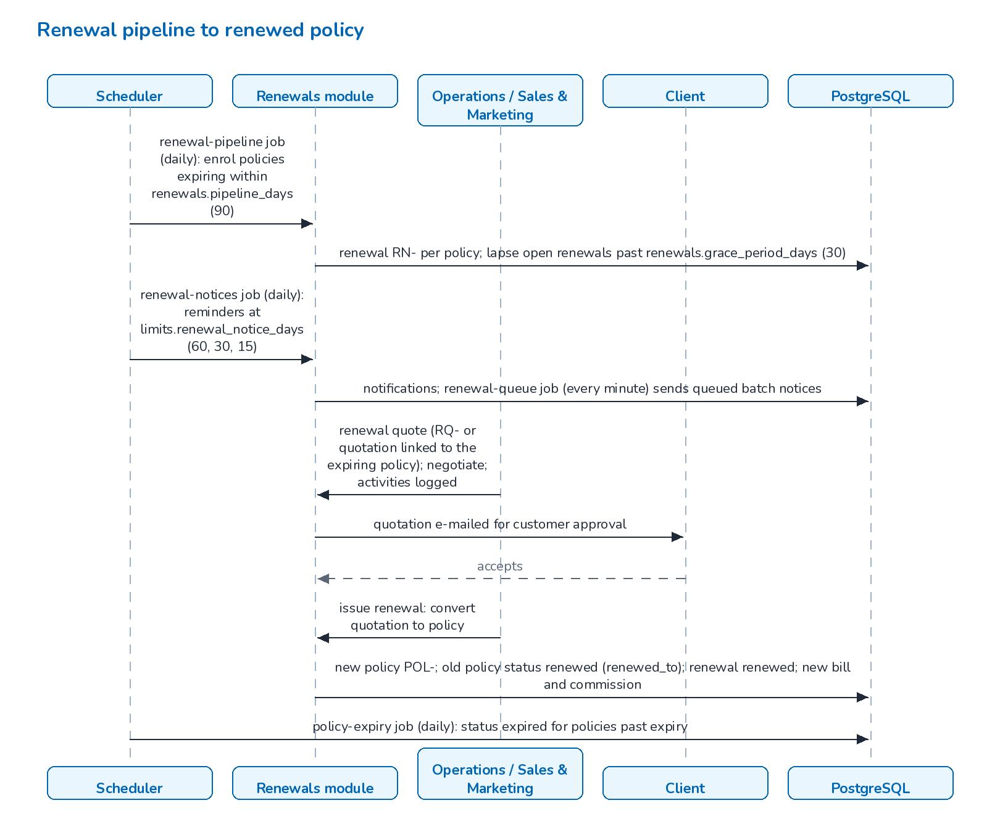 Renewal pipeline to renewed policy
Scheduler
Renewals module
Operations / Sales &
Marketing
Client
PostgreSQL
renewal-pipeline job
(daily): enrol policies
expiring within
renewals.pipeline_days
(90)
renewal RN- per policy; lapse open renewals past renewals.grace_period_days (30)
renewal-notices job (daily):
reminders at
limits.renewal_notice_days
(60, 30, 15)
notifications; renewal-queue job (every minute) sends queued batch notices
renewal quote (RQ- or
quotation linked to the
expiring policy); negotiate;
activities logged
quotation e-mailed for customer approval
accepts
issue renewal: convert
quotation to policy
new policy POL-; old policy status renewed (renewed_to); renewal renewed; new bill
and commission
policy-expiry job (daily): status expired for policies past expiry
Scheduler
Renewals module
Operations / Sales &
Marketing
Client
PostgreSQL